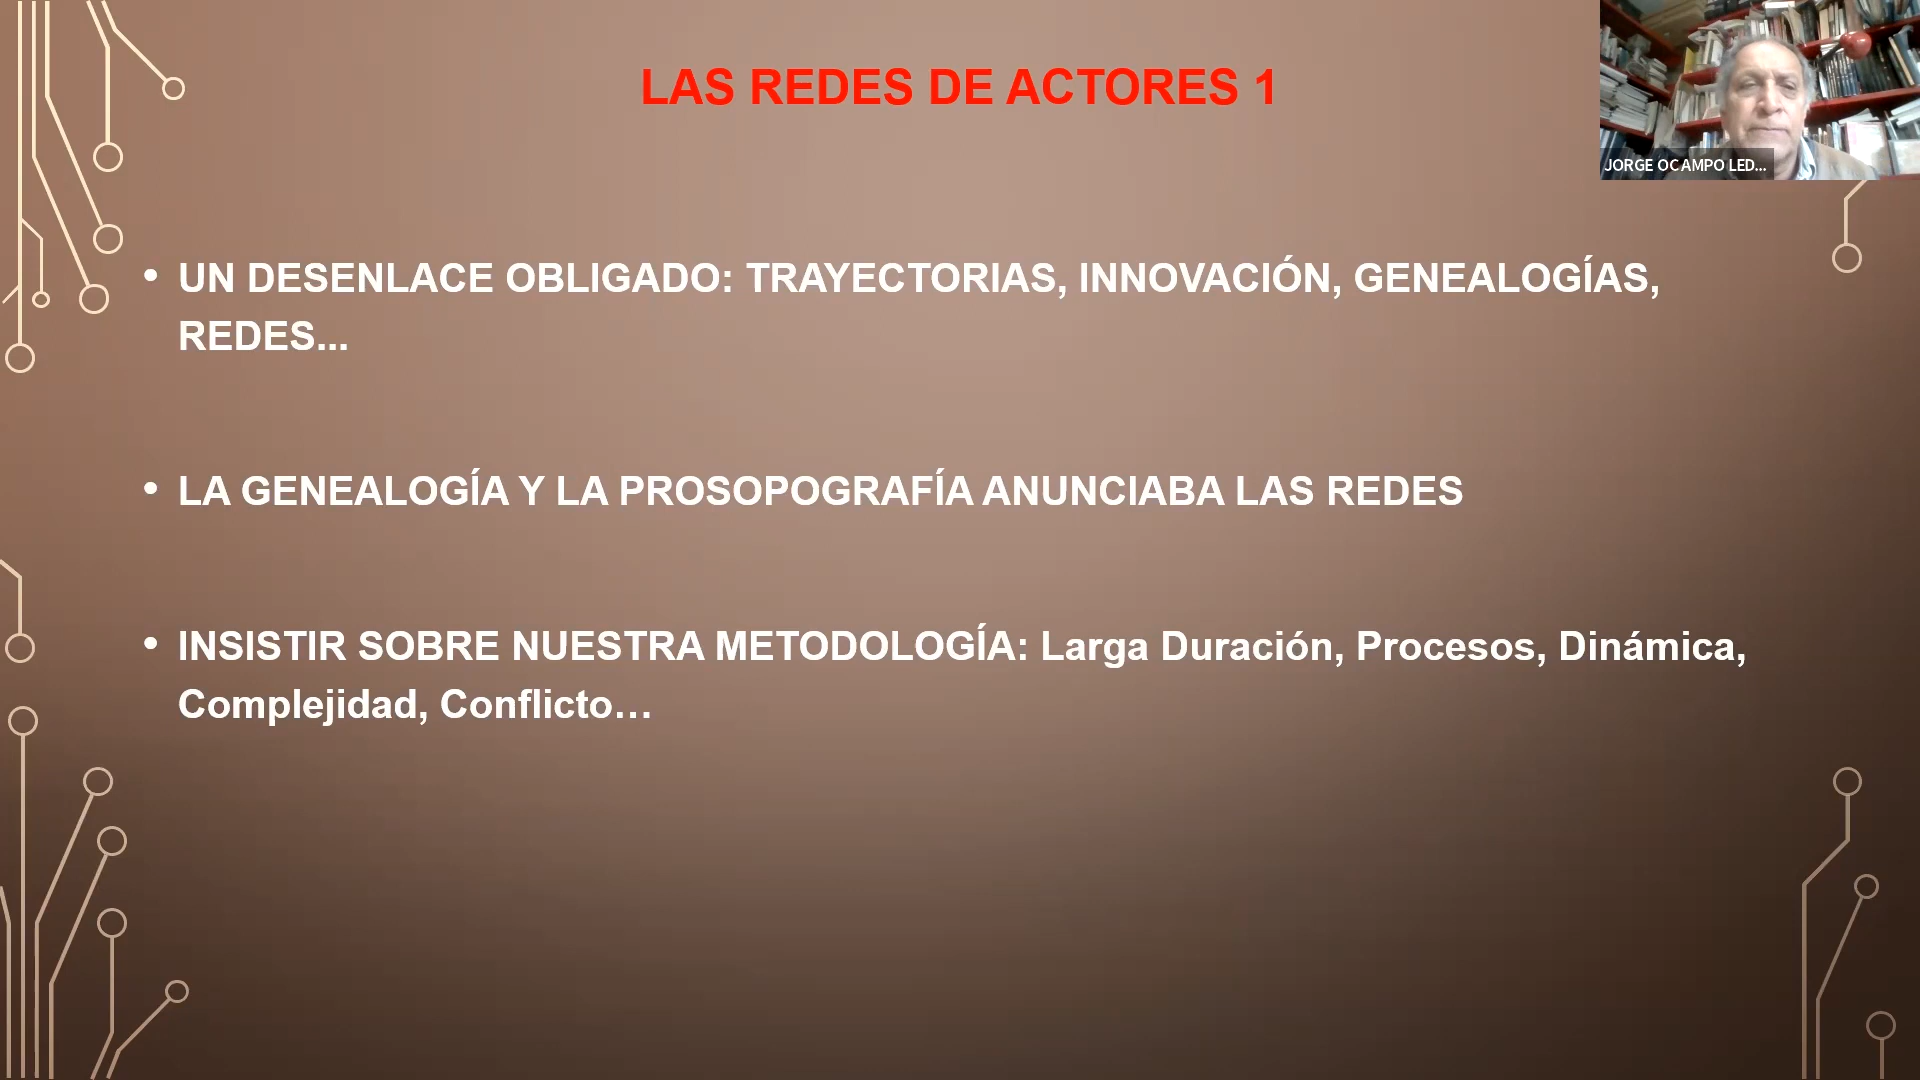 LAS REDES DE ACTORES 1
JORGE OCAMPO LED...
• UN DESENLACE OBLIGADO: TRAYECTORIAS, INNOVACIÓN, GENEALOGÍAS,
REDES...
• LA GENEALOGÍA Y LA PROSOPOGRAFÍA ANUNCIABA LAS REDES
• INSISTIR SOBRE NUESTRA METODOLOGÍA: Larga Duración, Procesos, Dinámica,
Complejidad, Conflicto…